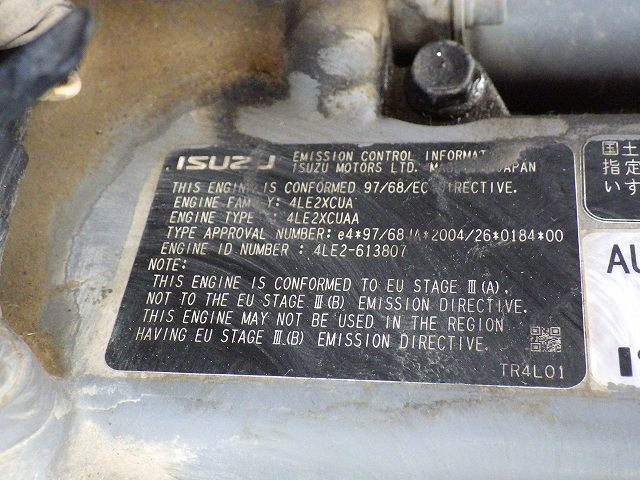 ISUZU EMISSION CONTROL INFORMAT
ISUZU MOTORS LTD. JAPAN
THIS ENGINE IS CONFORMED 97/68/EC DIRECTIVE.
ENGINE FAMILY: 4LE2XCUA
ENGINE TYPE : 4LE2XCUAA
TYPE APPROVAL NUMBER: e4*97/68JA*2004/26*0184*00
ENGINE ID NUMBER : 4LE2-613807
NOTE:
THIS ENGINE IS CONFORMED TO EU STAGE Ⅲ(A),
NOT TO THE EU STAGE Ⅲ(B) EMISSION DIRECTIVE.
THIS ENGINE MAY NOT BE USED IN THE REGION
HAVING EU STAGE Ⅲ(B) EMISSION DIRECTIVE.
TR4L01
国土
指定
いす
AU